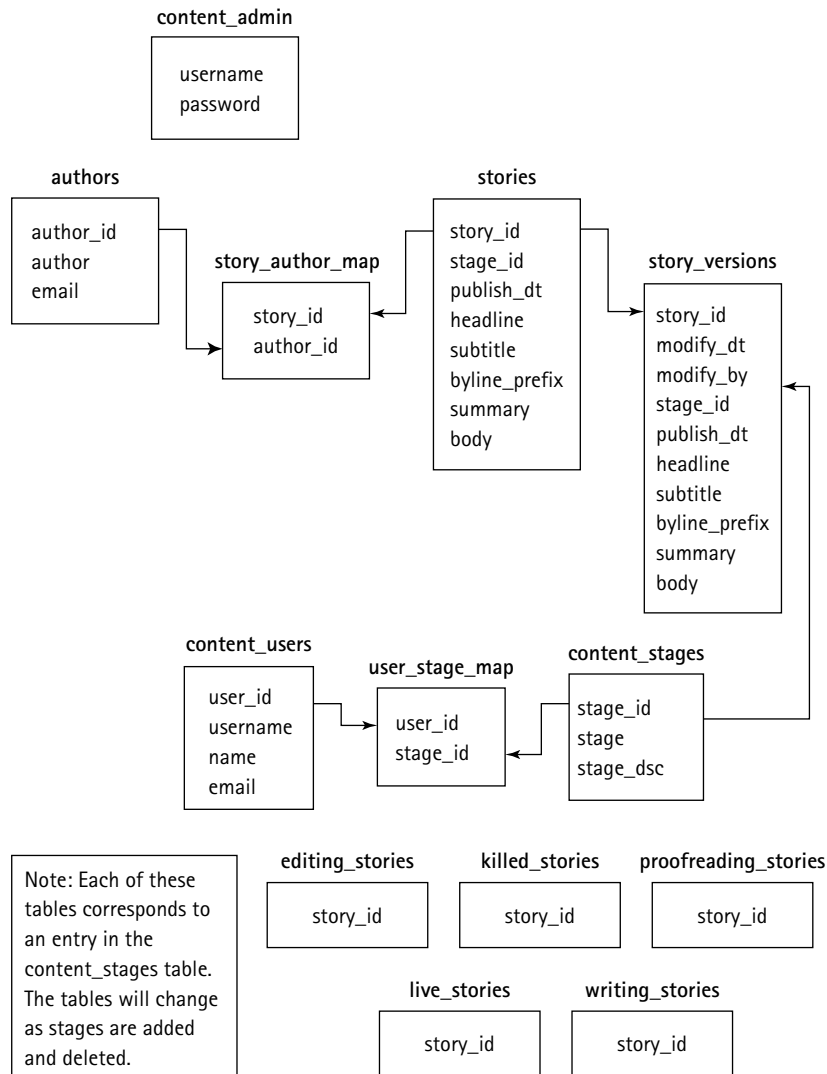 content_admin
username
password
authors
author_id
author
email
story_author_map
story_id
author_id
stories
story_id
stage_id
publish_dt
headline
subtitle
byline_prefix
summary
body
story_versions
story_id
modify_dt
modify_by
stage_id
publish_dt
headline
subtitle
byline_prefix
summary
body
content_users
user_id
username
name
email
user_stage_map
user_id
stage_id
content_stages
stage_id
stage
stage_dsc
Note: Each of these
tables corresponds to
an entry in the
content_stages table.
The tables will change
as stages are added
and deleted.
editing_stories
story_id
killed_stories
story_id
proofreading_stories
story_id
live_stories
story_id
writing_stories
story_id